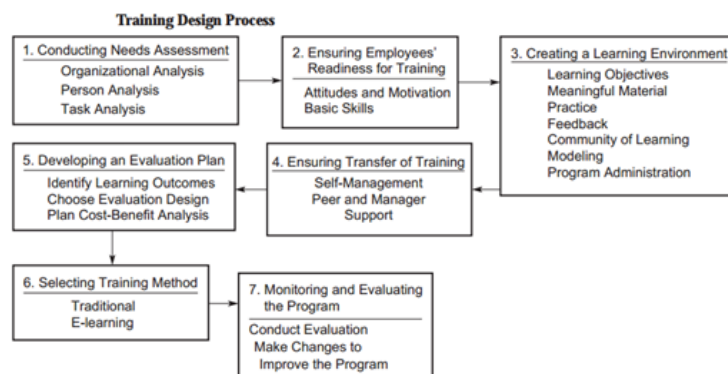 Training Design Process
1. Conducting Needs Assessment
Organizational Analysis
Person Analysis
Task Analysis
2. Ensuring Employees'
Readiness for Training
Attitudes and Motivation
Basic Skills
3. Creating a Learning Environment
Learning Objectives
Meaningful Material
Practice
Feedback
Community of Learning
Modeling
Program Administration
4. Ensuring Transfer of Training
Self-Management
Peer and Manager
Support
5. Developing an Evaluation Plan
Identify Learning Outcomes
Choose Evaluation Design
Plan Cost-Benefit Analysis
6. Selecting Training Method
Traditional
E-learning
7. Monitoring and Evaluating
the Program
Conduct Evaluation
Make Changes to
Improve the Program